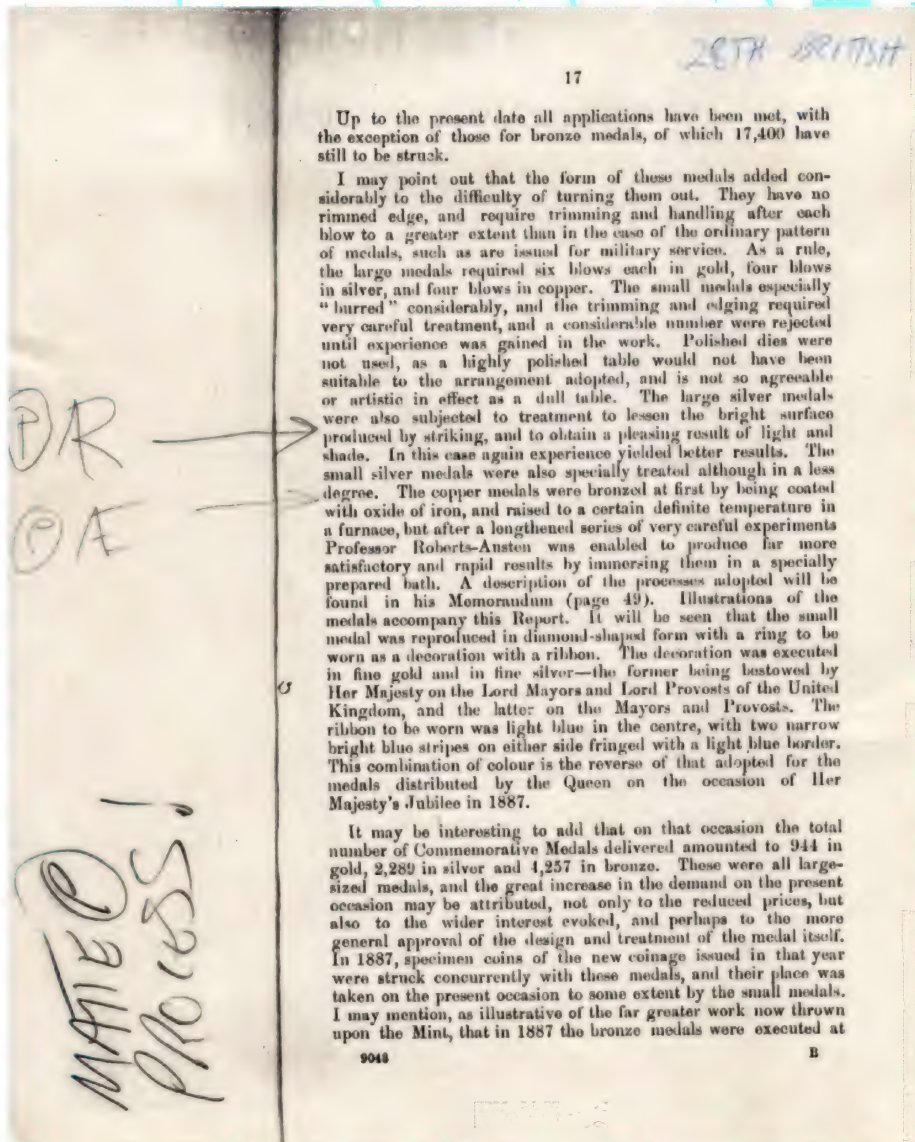 28TH BRITISH
17
Up to the present date all applications have been met, with
the exception of those for bronze medals, of which 17,400 have
still to be struck.
I may point out that the form of these medals added con-
siderably to the difficulty of turning them out. They have no
rimmed edge, and require trimming and handling after each
blow to a greater extent than in the case of the ordinary pattern
of medals, such as are issued for military service. As a rule,
the large medals required six blows each in gold, four blows
in silver, and four blows in copper. The small medals especially
"burred" considerably, and the trimming and edging required
very careful treatment, and a considerable number were rejected
until experience was gained in the work. Polished dies were
not used, as a highly polished table would not have been
suitable to the arrangement adopted, and is not so agreeable
or artistic in effect as a dull table. The large silver medals
were also subjected to treatment to lessen the bright surface
produced by striking, and to obtain a pleasing result of light and
shade. In this case again experience yielded better results. The
small silver medals were also specially treated although in a less
degree. The copper medals were bronzed at first by being coated
with oxide of iron, and raised to a certain definite temperature in
a furnace, but after a lengthened series of very careful experiments
Professor Roberts-Austen was enabled to produce far more
satisfactory and rapid results by immersing them in a specially
prepared bath. A description of the processes adopted will be
found in his Memorandum (page 49). Illustrations of the
medals accompany this Report. It will be seen that the small
medal was reproduced in diamond-shaped form with a ring to be
worn as a decoration with a ribbon. The decoration was executed
in fine gold and in fine silver—the former being bestowed by
Her Majesty on the Lord Mayors and Lord Provosts of the United
Kingdom, and the latter on the Mayors and Provosts. The
ribbon to be worn was light blue in the centre, with two narrow
bright blue stripes on either side fringed with a light blue border.
This combination of colour is the reverse of that adopted for the
medals distributed by the Queen on the occasion of Her
Majesty's Jubilee in 1887.
It may be interesting to add that on that occasion the total
number of Commemorative Medals delivered amounted to 944 in
gold, 2,289 in silver and 4,257 in bronze. These were all large-
sized medals, and the great increase in the demand on the present
occasion may be attributed, not only to the reduced prices, but
also to the wider interest evoked, and perhaps to the more
general approval of the design and treatment of the medal itself.
In 1887, specimen coins of the new coinage issued in that year
were struck concurrently with these medals, and their place was
taken on the present occasion to some extent by the small medals.
I may mention, as illustrative of the far greater work now thrown
upon the Mint, that in 1887 the bronze medals were executed at
9048 B
(P) R
(P) Æ
MATTE (P)
PROCESS!